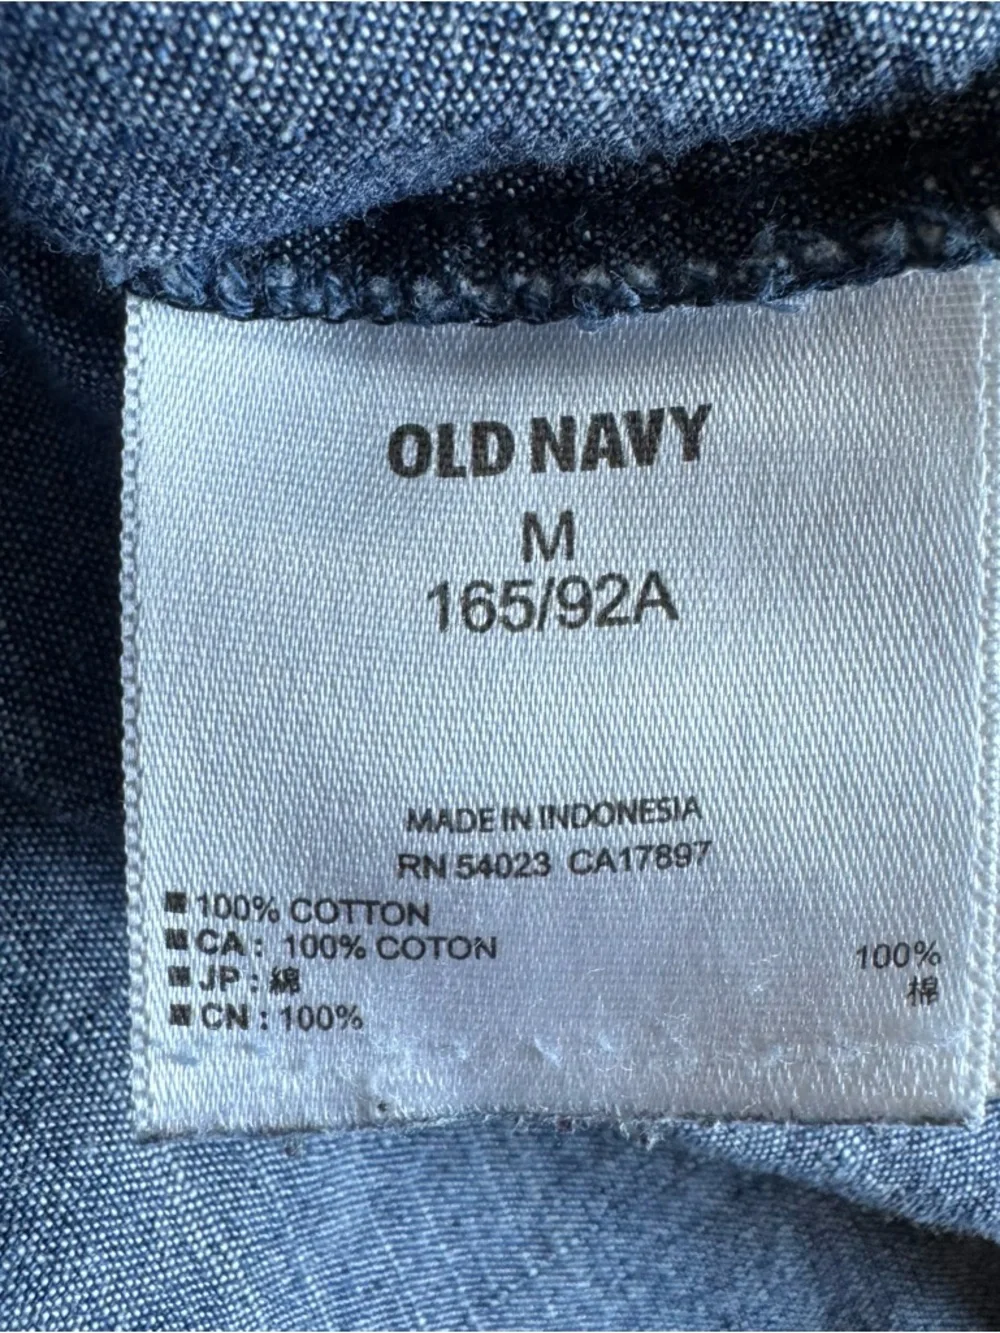 OLD NAVY
M
165/92A
MADE IN INDONESIA
RN 54023 CA17897
100% COTTON
CA : 100% COTON
JP : 綿 100%
CN : 100% 棉